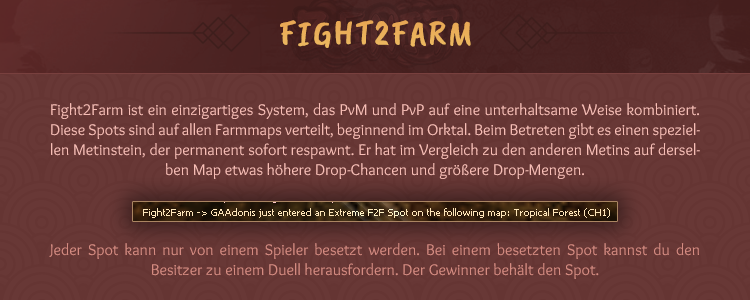 FIGHT2FARM
Fight2Farm ist ein einzigartiges System, das PvM und PvP auf eine unterhaltsame Weise kombiniert.
Diese Spots sind auf allen Farmmaps verteilt, beginnend im Orktal. Beim Betreten gibt es einen speziel-
len Metinstein, der permanent sofort respawnt. Er hat im Vergleich zu den anderen Metins auf dersel-
ben Map etwas höhere Drop-Chancen und größere Drop-Mengen.
Fight2Farm -> GAAdonis just entered an Extreme F2F Spot on the following map: Tropical Forest (CH1)
Jeder Spot kann nur von einem Spieler besetzt werden. Bei einem besetzten Spot kannst du den
Besitzer zu einem Duell herausfordern. Der Gewinner behält den Spot.